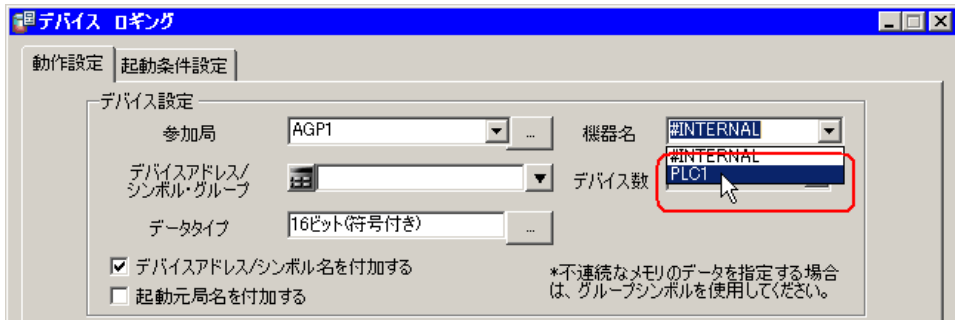 デバイス ロギング
動作設定 起動条件設定
デバイス設定
参加局 AGP1 ... 機器名 #INTERNAL
#INTERNAL
デバイスアドレス/
シンボル・グループ デバイス数 PLC1
データタイプ 16ビット(符号付き) ...
デバイスアドレス/シンボル名を付加する
起動元局名を付加する
*不連続なメモリのデータを指定する場合
は、グループシンボルを使用してください。